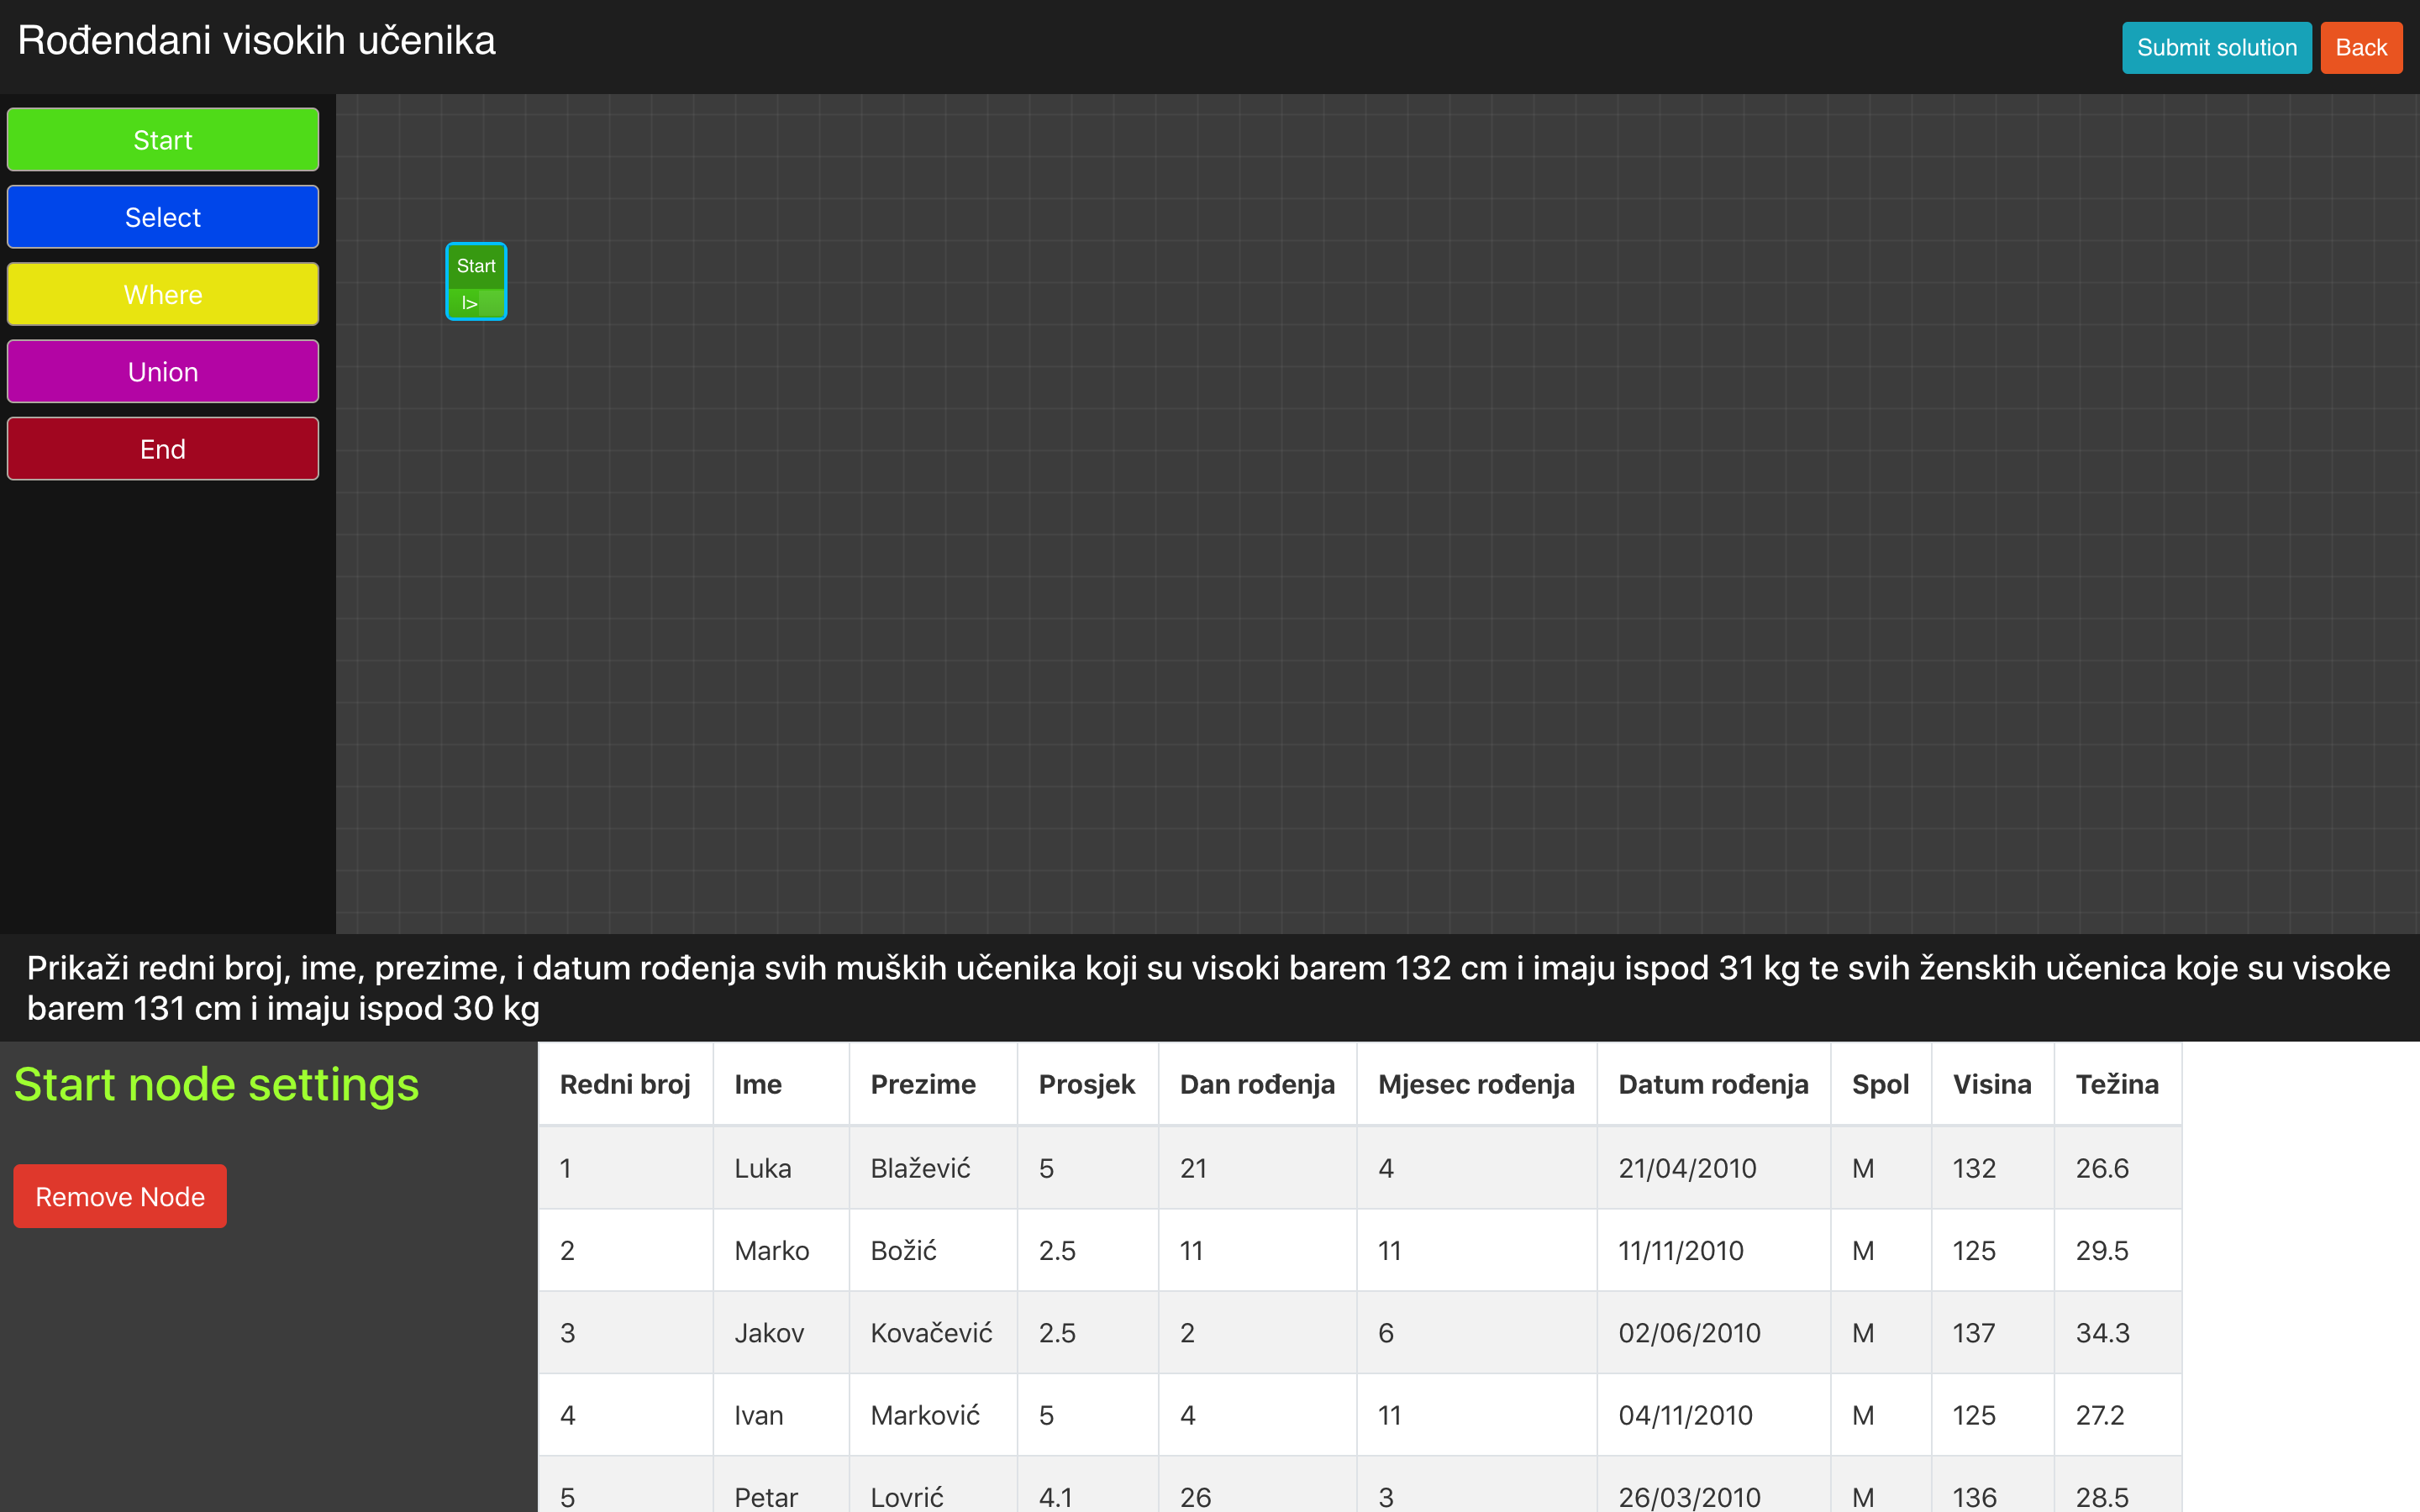 Rođendani visokih učenika
Submit solution Back
Start
Select
Where
Union
End
Start
|>
Prikaži redni broj, ime, prezime, i datum rođenja svih muških učenika koji su visoki barem 132 cm i imaju ispod 31 kg te svih ženskih učenica koje su visoke
barem 131 cm i imaju ispod 30 kg
Start node settings
Remove Node
Redni broj Ime Prezime Prosjek Dan rođenja Mjesec rođenja Datum rođenja Spol Visina Težina
1 Luka Blažević 5 21 4 21/04/2010 M 132 26.6
2 Marko Božić 2.5 11 11 11/11/2010 M 125 29.5
3 Jakov Kovačević 2.5 2 6 02/06/2010 M 137 34.3
4 Ivan Marković 5 4 11 04/11/2010 M 125 27.2
5 Petar Lovrić 4.1 26 3 26/03/2010 M 136 28.5